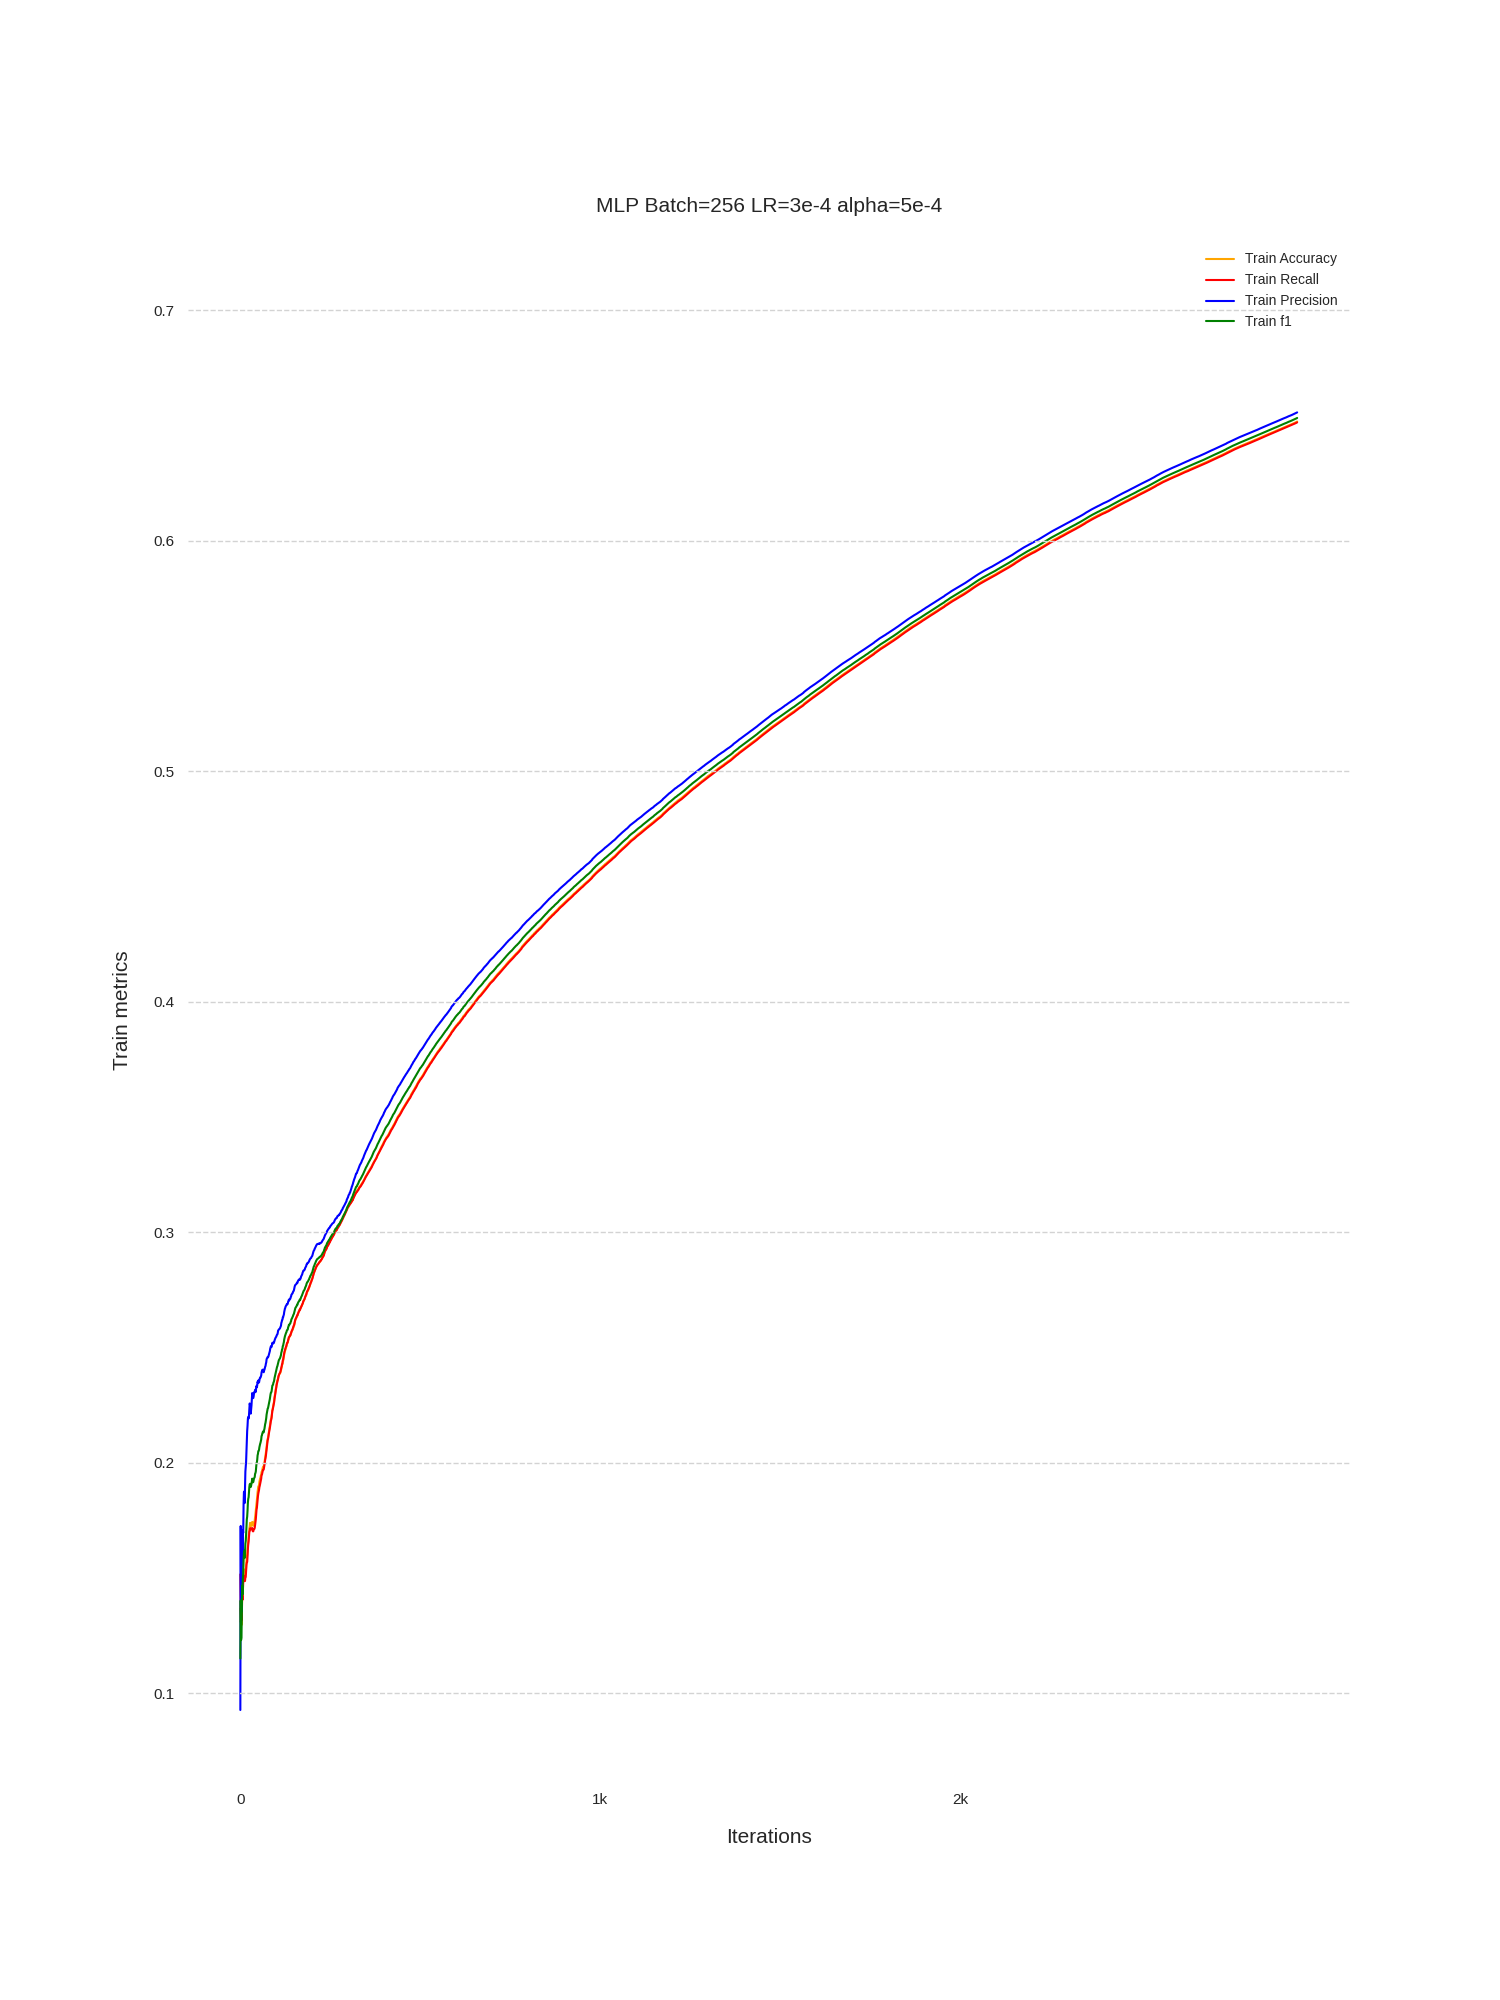 MLP Batch=256 LR=3e-4 alpha=5e-4
Train Accuracy
Train Recall
Train Precision
Train f1
0.7
0.6
0.5
0.4
0.3
0.2
0.1
Train metrics
0 1k 2k
Iterations